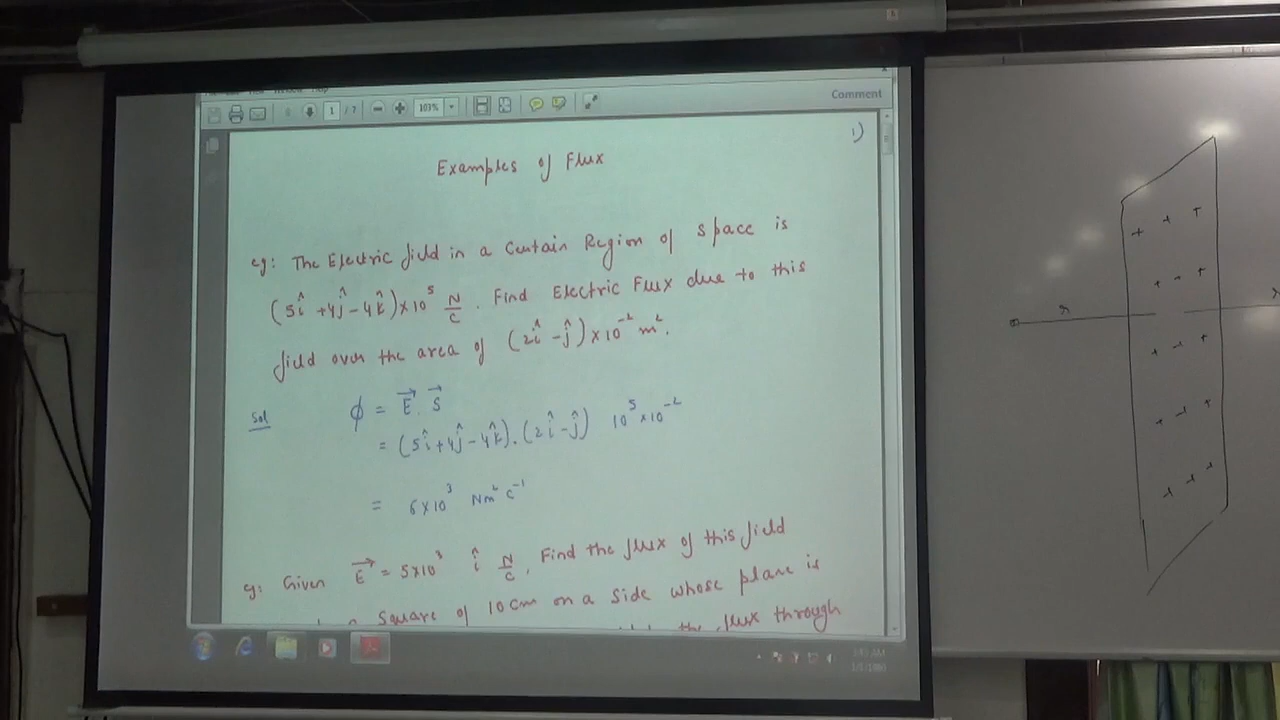 Comment
1 / 7
103%
1)
Examples of Flux
eg: The Electric field in a Certain Region of space is
(5î + 4ĵ − 4k̂) × 10⁵ N/C . Find Electric Flux due to this
field over the area of (2î − ĵ) × 10⁻² m².
Sol
ϕ = E⃗ . S⃗
= (5î + 4ĵ − 4k̂) . (2î − ĵ) 10⁵ × 10⁻²
= 6 × 10³ Nm² C⁻¹
eg: Given E⃗ = 5×10³ î N/C , Find the flux of this field
a square of 10 cm on a side whose plane is
the flux through